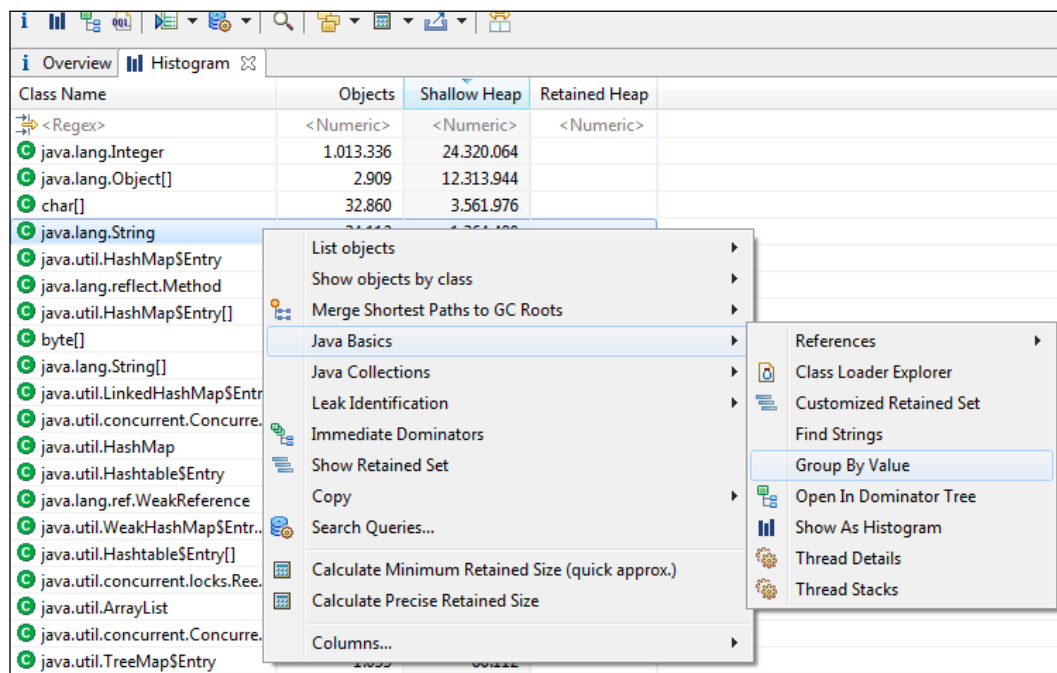 i Overview Histogram
Class Name Objects Shallow Heap Retained Heap
<Regex> <Numeric> <Numeric> <Numeric>
java.lang.Integer 1.013.336 24.320.064
java.lang.Object[] 2.909 12.313.944
char[] 32.860 3.561.976
java.lang.String
java.util.HashMap$Entry
java.lang.reflect.Method
java.util.HashMap$Entry[]
byte[]
java.lang.String[]
java.util.LinkedHashMap$Entr
java.util.concurrent.Concurre.
java.util.HashMap
java.util.Hashtable$Entry
java.lang.ref.WeakReference
java.util.WeakHashMap$Entr..
java.util.Hashtable$Entry[]
java.util.concurrent.locks.Ree.
java.util.ArrayList
java.util.concurrent.Concurre.
java.util.TreeMap$Entry
List objects
Show objects by class
Merge Shortest Paths to GC Roots
Java Basics
Java Collections
Leak Identification
Immediate Dominators
Show Retained Set
Copy
Search Queries...
Calculate Minimum Retained Size (quick approx.)
Calculate Precise Retained Size
Columns...
References
Class Loader Explorer
Customized Retained Set
Find Strings
Group By Value
Open In Dominator Tree
Show As Histogram
Thread Details
Thread Stacks